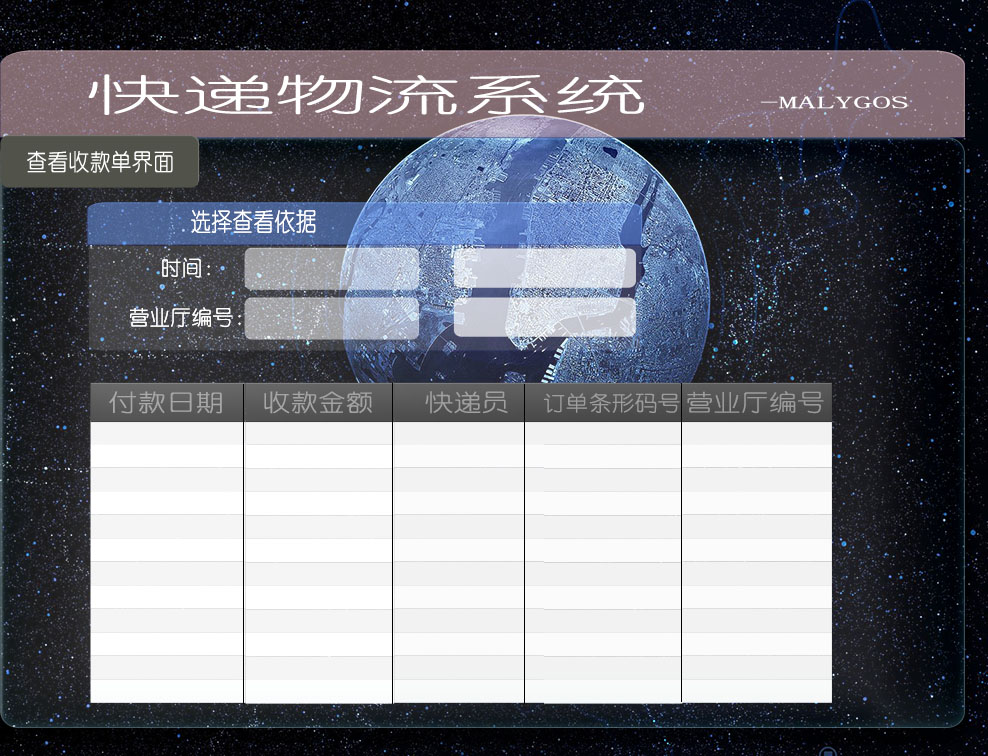 快递物流系统
—MALYGOS
查看收款单界面
选择查看依据
时间：
营业厅编号：
付款日期 收款金额 快递员 订单条形码号 营业厅编号